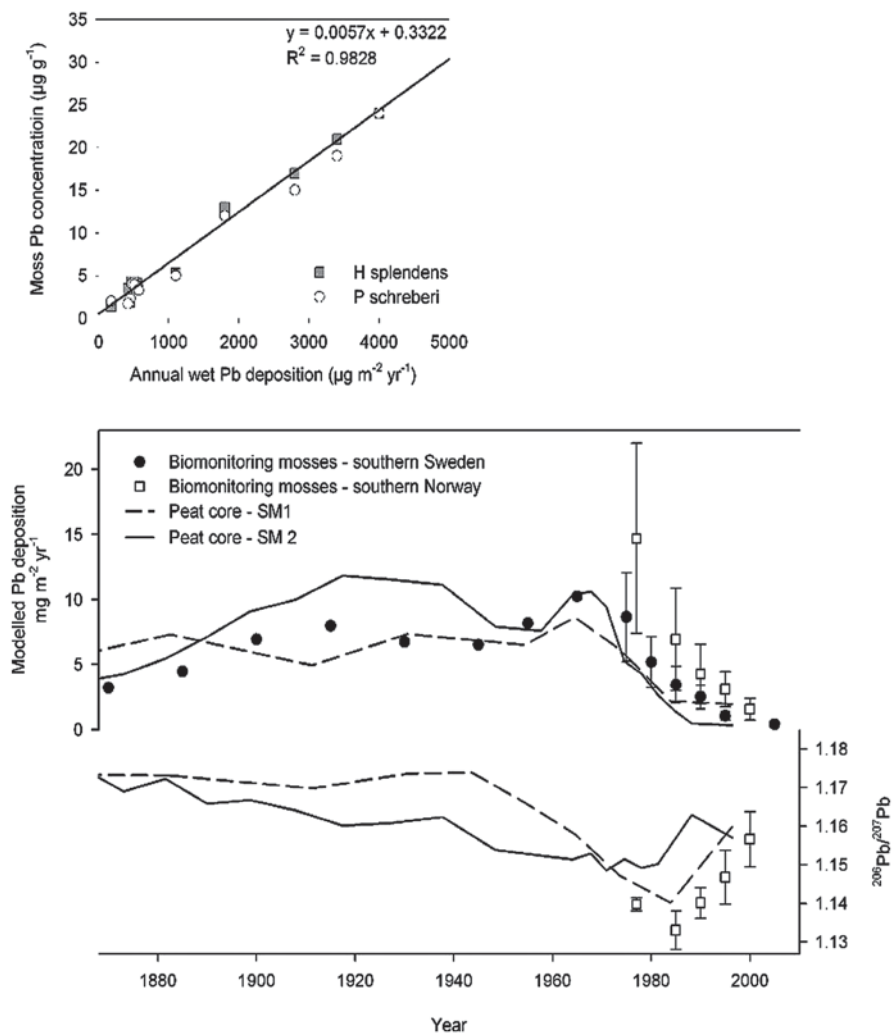 35
y = 0.0057x + 0.3322
R² = 0.9828
30
25
20
15
10
5
0
Moss Pb concentratioin (µg g⁻¹)
H splendens
P schreberi
0 1000 2000 3000 4000 5000
Annual wet Pb deposition (µg m⁻² yr⁻¹)
Biomonitoring mosses - southern Sweden
Biomonitoring mosses - southern Norway
Peat core - SM1
Peat core - SM 2
20
15
10
5
0
Modelled Pb deposition
mg m⁻² yr⁻¹
1.18
1.17
1.16
1.15
1.14
1.13
²⁰⁶Pb/²⁰⁷Pb
1880 1900 1920 1940 1960 1980 2000
Year